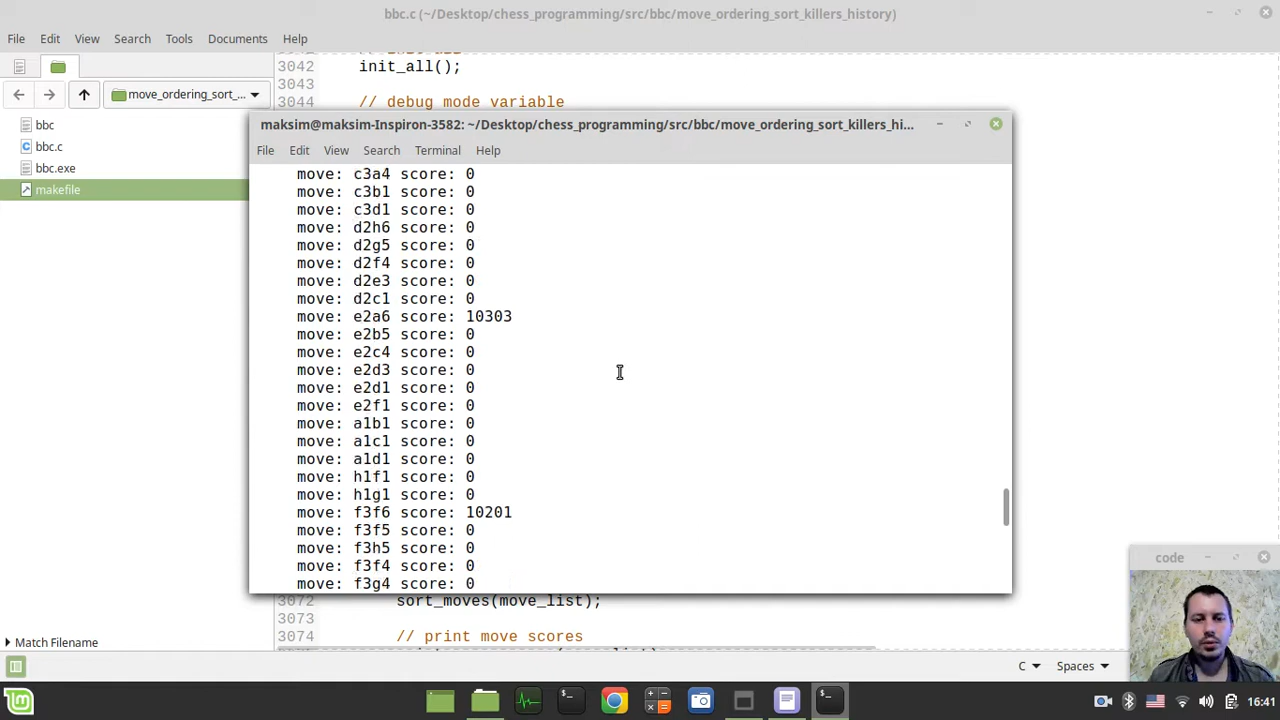 bbc.c (~/Desktop/chess_programming/src/bbc/move_ordering_sort_killers_history)
File Edit View Search Tools Documents Help
move_ordering_sort_...
bbc
bbc.c
bbc.exe
makefile
Match Filename
3042
init_all();
3043
3044 // debug mode variable
maksim@maksim-Inspiron-3582: ~/Desktop/chess_programming/src/bbc/move_ordering_sort_killers_hi...
File Edit View Search Terminal Help
move: c3a4 score: 0
move: c3b1 score: 0
move: c3d1 score: 0
move: d2h6 score: 0
move: d2g5 score: 0
move: d2f4 score: 0
move: d2e3 score: 0
move: d2c1 score: 0
move: e2a6 score: 10303
move: e2b5 score: 0
move: e2c4 score: 0
move: e2d3 score: 0
move: e2d1 score: 0
move: e2f1 score: 0
move: a1b1 score: 0
move: a1c1 score: 0
move: a1d1 score: 0
move: h1f1 score: 0
move: h1g1 score: 0
move: f3f6 score: 10201
move: f3f5 score: 0
move: f3h5 score: 0
move: f3f4 score: 0
move: f3g4 score: 0
3072 sort_moves(move_list);
3073
3074 // print move scores
code
C Spaces
16:41